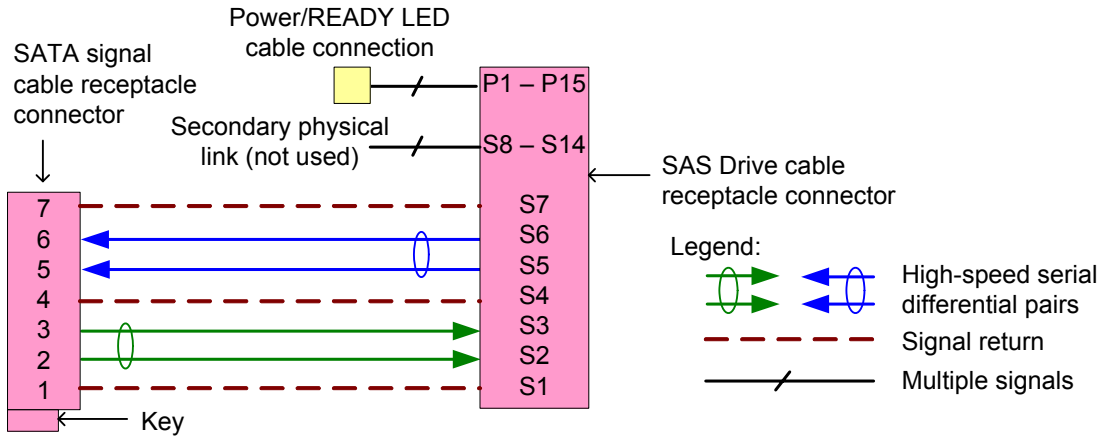 Power/READY LED
cable connection
SATA signal
cable receptacle
connector
P1 – P15
Secondary physical
link (not used)
S8 – S14
SAS Drive cable
receptacle connector
7
S7
6
S6
5
S5
4
S4
3
S3
2
S2
1
S1
Key
Legend:
High-speed serial
differential pairs
Signal return
Multiple signals